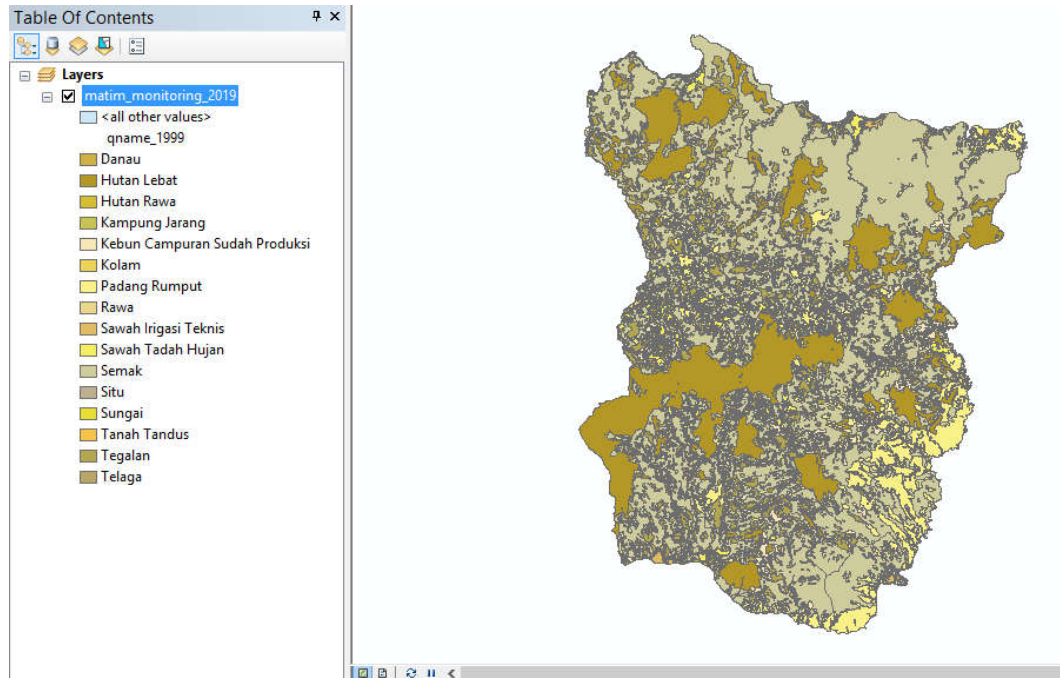 Table Of Contents
Layers
matim_monitoring_2019
<all other values>
qname_1999
Danau
Hutan Lebat
Hutan Rawa
Kampung Jarang
Kebun Campuran Sudah Produksi
Kolam
Padang Rumput
Rawa
Sawah Irigasi Teknis
Sawah Tadah Hujan
Semak
Situ
Sungai
Tanah Tandus
Tegalan
Telaga